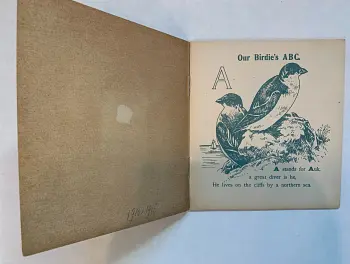 Our Birdie's ABC.
A
A stands for Auk
a great diver is he,
He lives on the cliffs by a northern sea.